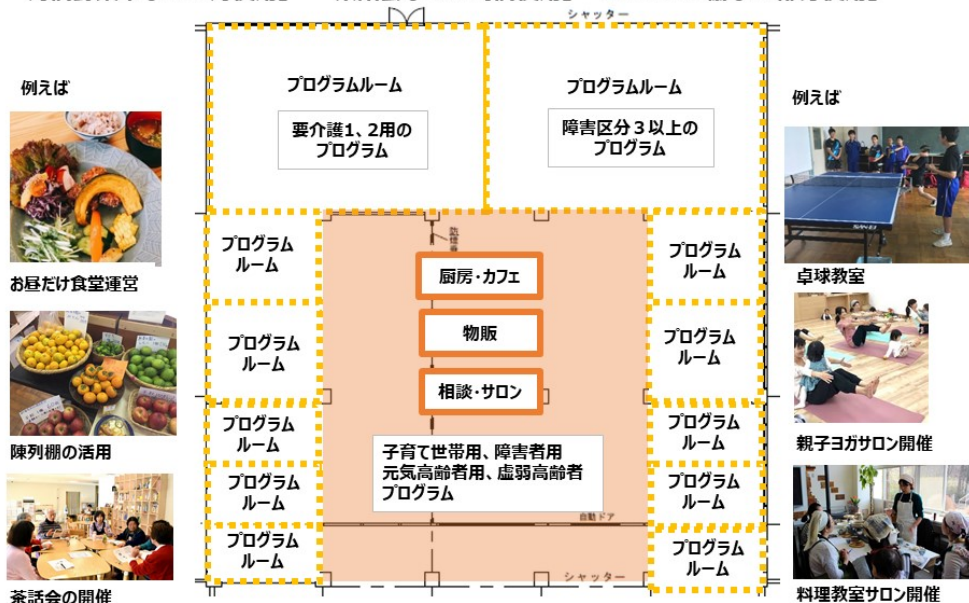 シャッター
例えば
プログラムルーム
プログラムルーム
例えば
要介護1、2用の
プログラム
障害区分3以上の
プログラム
お昼だけ食堂運営
プログラム
ルーム
厨房・カフェ
プログラム
ルーム
卓球教室
プログラム
ルーム
物販
プログラム
ルーム
相談・サロン
陳列棚の活用
プログラム
ルーム
子育て世帯用、障害者用
元気高齢者用、虚弱高齢者
プログラム
プログラム
ルーム
親子ヨガサロン開催
プログラム
ルーム
プログラム
ルーム
自動ドア
プログラム
ルーム
プログラム
ルーム
シャッター
茶話会の開催
料理教室サロン開催